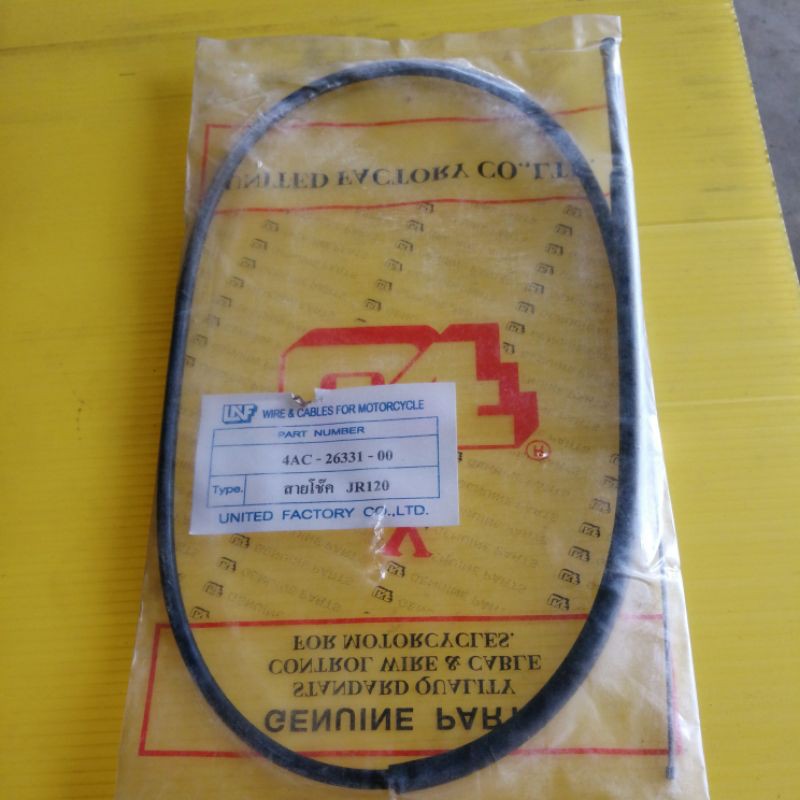 UNITED FACTORY CO.,LTD.
UNF WIRE & CABLES FOR MOTORCYCLE
PART NUMBER
4AC - 26331 - 00
Type. สายโช๊ค JR120
UNITED FACTORY CO.,LTD.
FOR MOTORCYCLES.
CONTROL WIRE & CABLE
STANDARD QUALITY
GENUINE PART